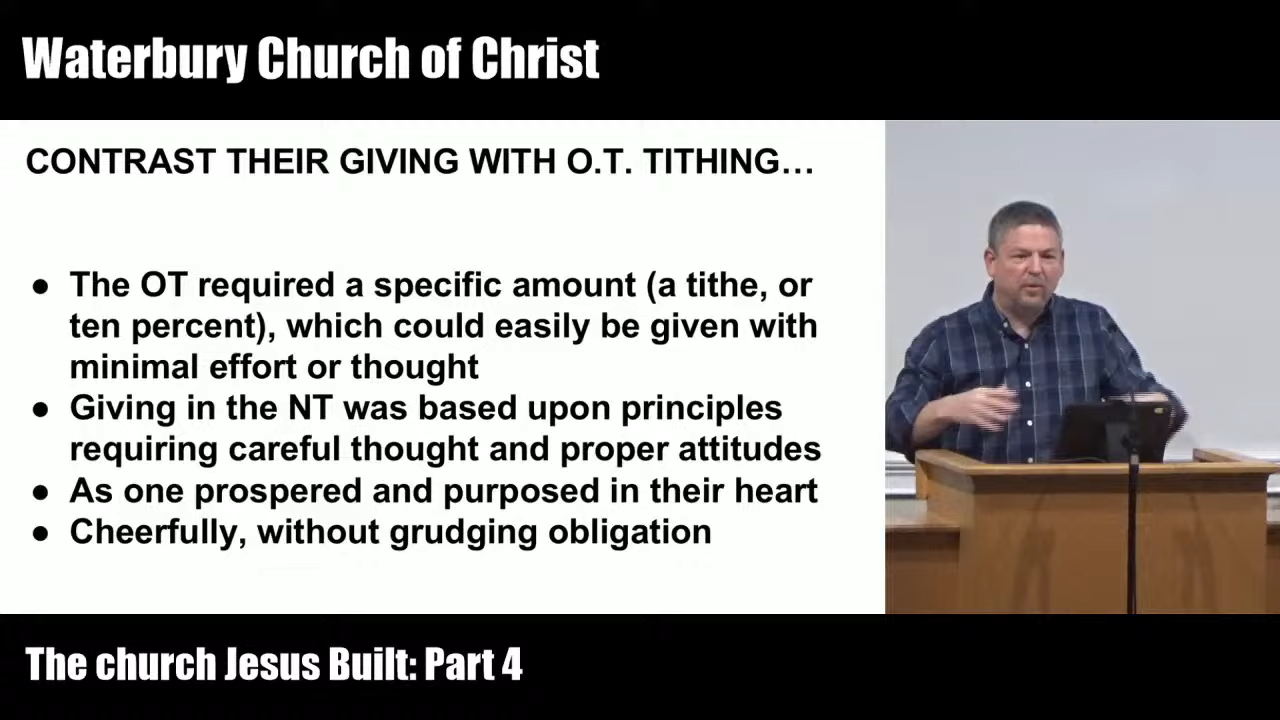 Waterbury Church of Christ
CONTRAST THEIR GIVING WITH O.T. TITHING…
● The OT required a specific amount (a tithe, or
ten percent), which could easily be given with
minimal effort or thought
● Giving in the NT was based upon principles
requiring careful thought and proper attitudes
● As one prospered and purposed in their heart
● Cheerfully, without grudging obligation
The church Jesus Built: Part 4